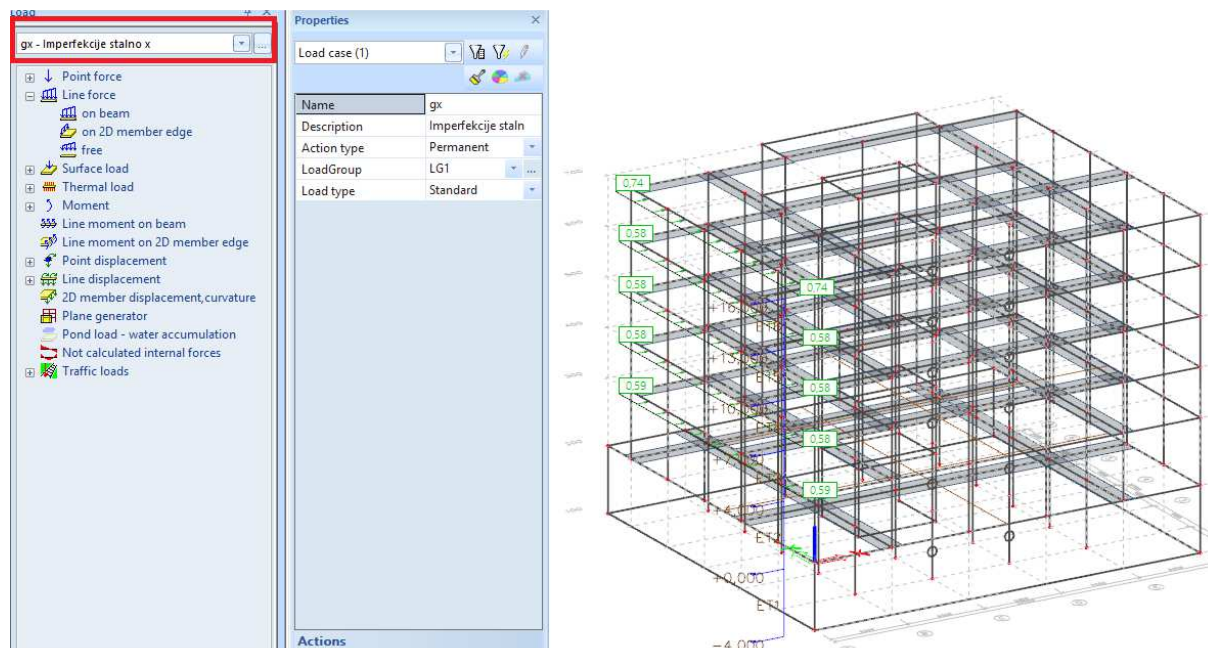 Load
gx - Imperfekcije stalno x
...
Point force
Line force
on beam
on 2D member edge
free
Surface load
Thermal load
Moment
Line moment on beam
Line moment on 2D member edge
Point displacement
Line displacement
2D member displacement,curvature
Plane generator
Pond load - water accumulation
Not calculated internal forces
Traffic loads
Properties
Load case (1)
Name gx
Description Imperfekcije staln
Action type Permanent
LoadGroup LG1 ...
Load type Standard
Actions
0,74
0,58
0,58
0,58
0,59
0,74
0,58
0,58
0,58
0,59
+4,000
ET2
+0,000
ET1
-4,000